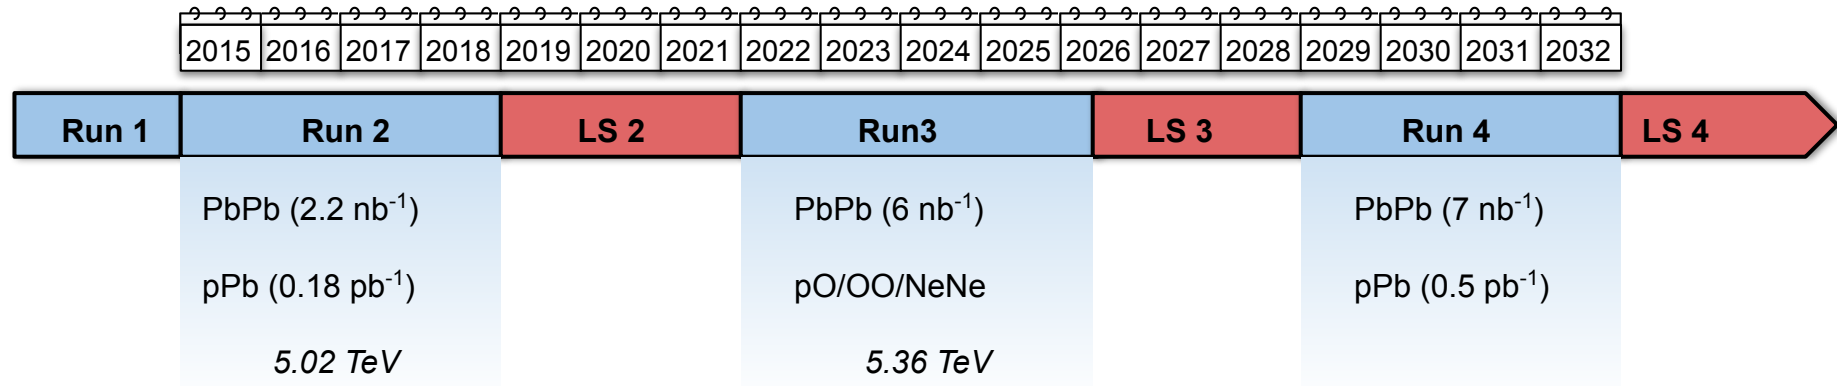 2015 2016 2017 2018 2019 2020 2021 2022 2023 2024 2025 2026 2027 2028 2029 2030 2031 2032
Run 1 Run 2 LS 2 Run3 LS 3 Run 4 LS 4
PbPb (2.2 nb⁻¹) PbPb (6 nb⁻¹) PbPb (7 nb⁻¹)
pPb (0.18 pb⁻¹) pO/OO/NeNe pPb (0.5 pb⁻¹)
5.02 TeV 5.36 TeV